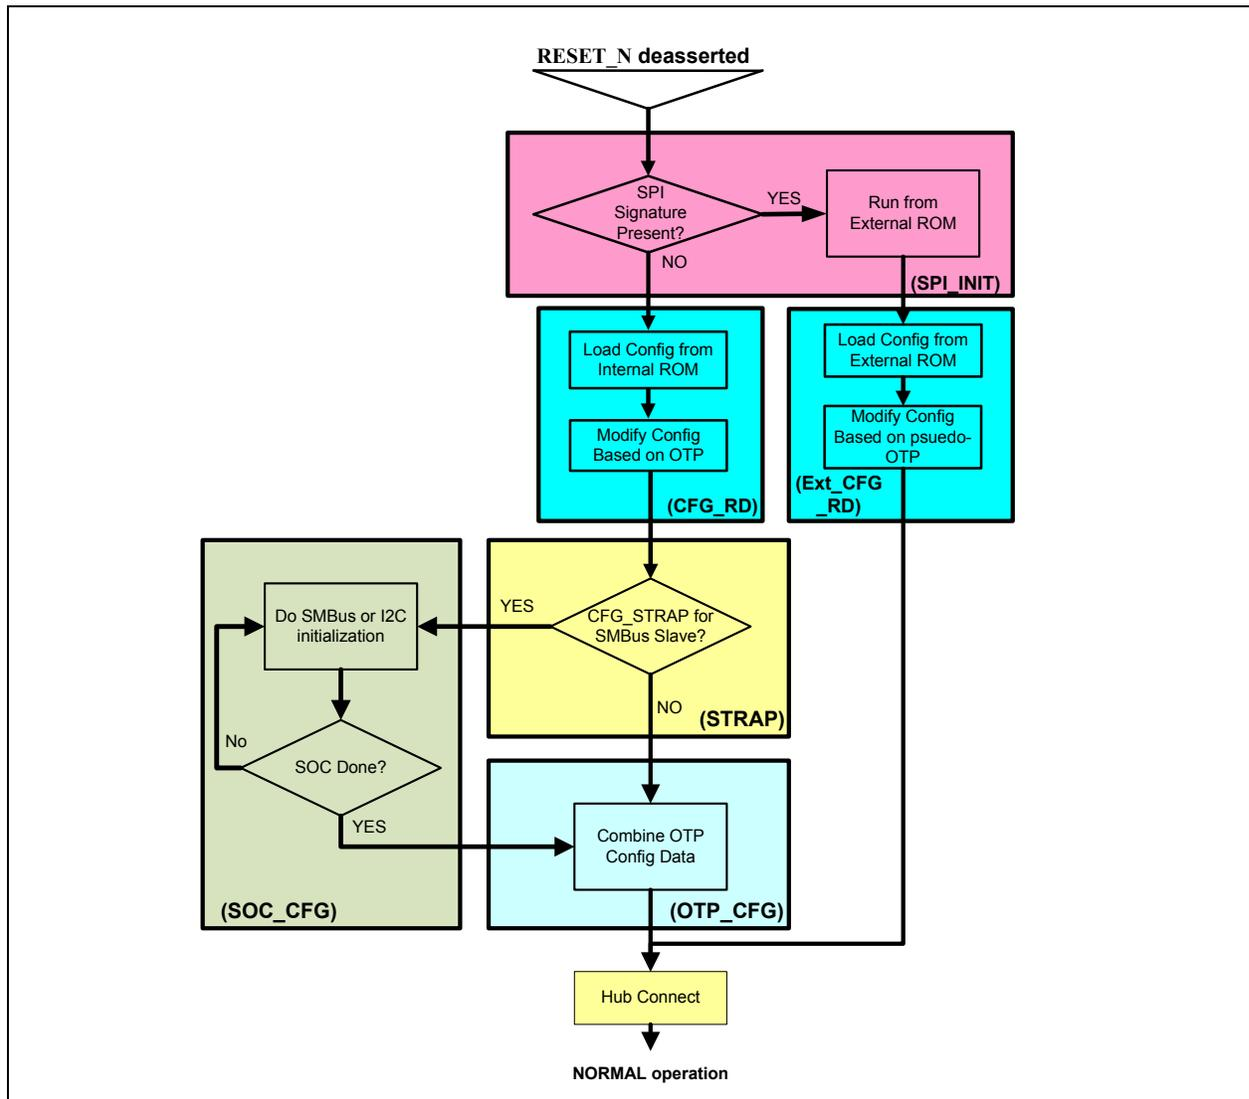 RESET_N deasserted
SPI
Signature
Present?
YES
Run from
External ROM
NO
(SPI_INIT)
Load Config from
Internal ROM
Load Config from
External ROM
Modify Config
Based on OTP
Modify Config
Based on psuedo-
OTP
(CFG_RD)
(Ext_CFG
_RD)
Do SMBus or I2C
initialization
YES
CFG_STRAP for
SMBus Slave?
NO
(STRAP)
No
SOC Done?
YES
Combine OTP
Config Data
(SOC_CFG)
(OTP_CFG)
Hub Connect
NORMAL operation